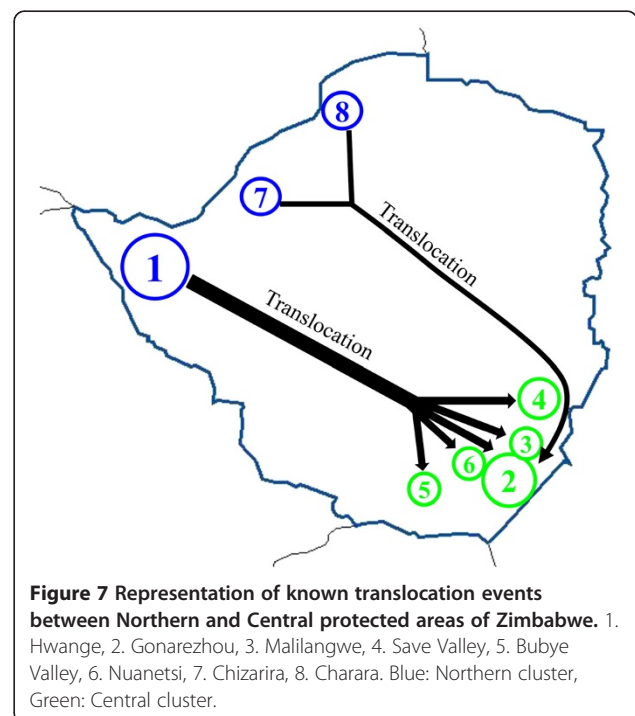 8
7
Translocation
1
Translocation
4
3
6
2
5
Figure 7 Representation of known translocation events
between Northern and Central protected areas of Zimbabwe. 1.
Hwange, 2. Gonarezhou, 3. Malilangwe, 4. Save Valley, 5. Bubye
Valley, 6. Nuanetsi, 7. Chizarira, 8. Charara. Blue: Northern cluster,
Green: Central cluster.